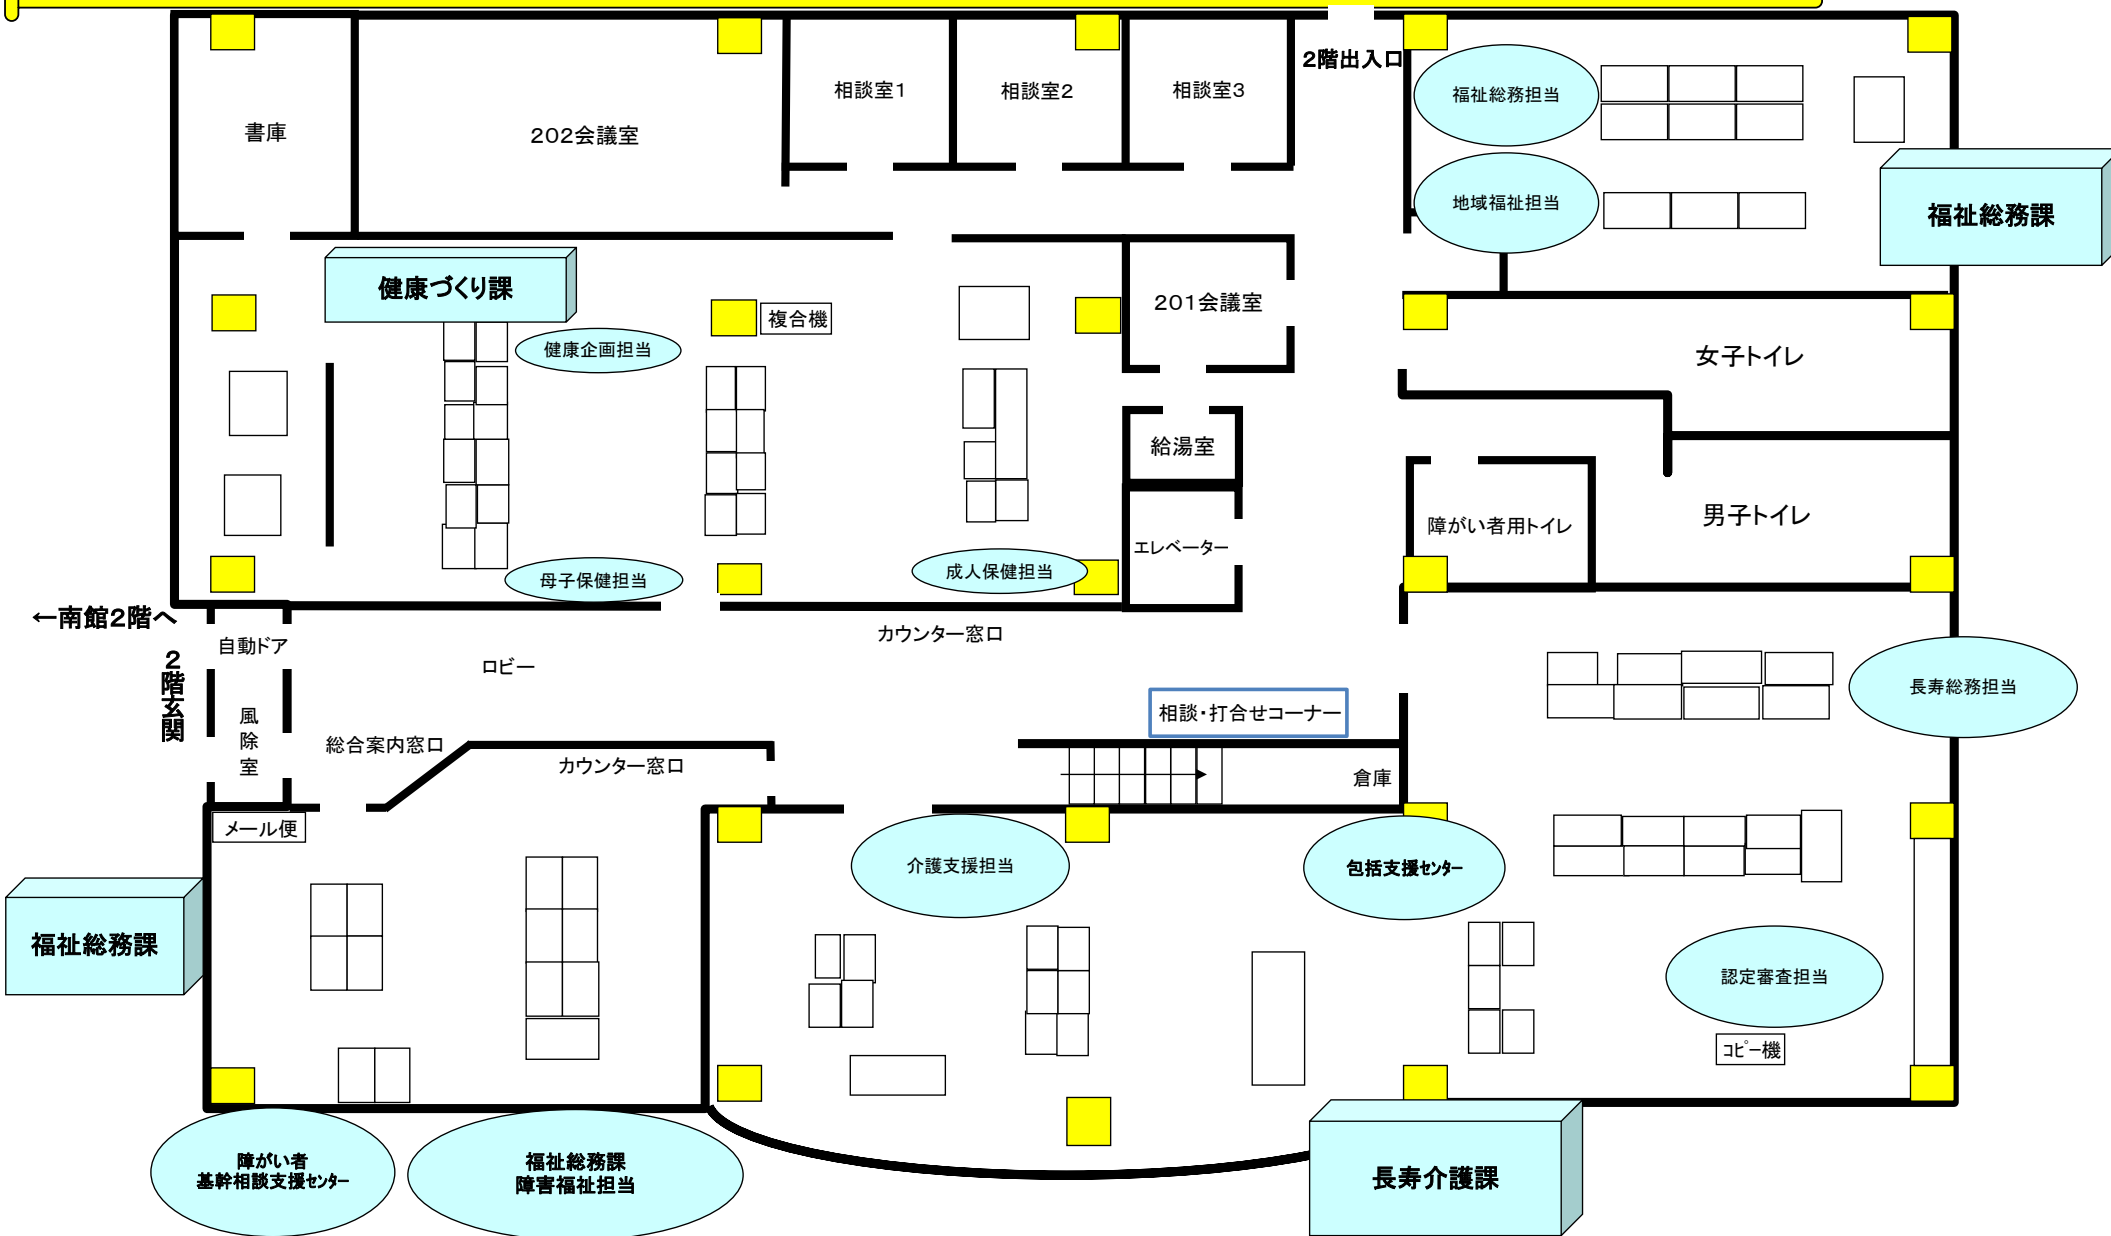 2階出入口
相談室1
相談室2
相談室3
福祉総務担当
書庫
202会議室
地域福祉担当
福祉総務課
健康づくり課
201会議室
複合機
健康企画担当
女子トイレ
給湯室
男子トイレ
障がい者用トイレ
エレベーター
成人保健担当
母子保健担当
←南館2階へ
自動ドア
カウンター窓口
ロビー
2階玄関
長寿総務担当
相談・打合せコーナー
風除室
総合案内窓口
カウンター窓口
倉庫
メール便
介護支援担当
包括支援センター
福祉総務課
認定審査担当
コピー機
障がい者
基幹相談支援センター
福祉総務課
障害福祉担当
長寿介護課